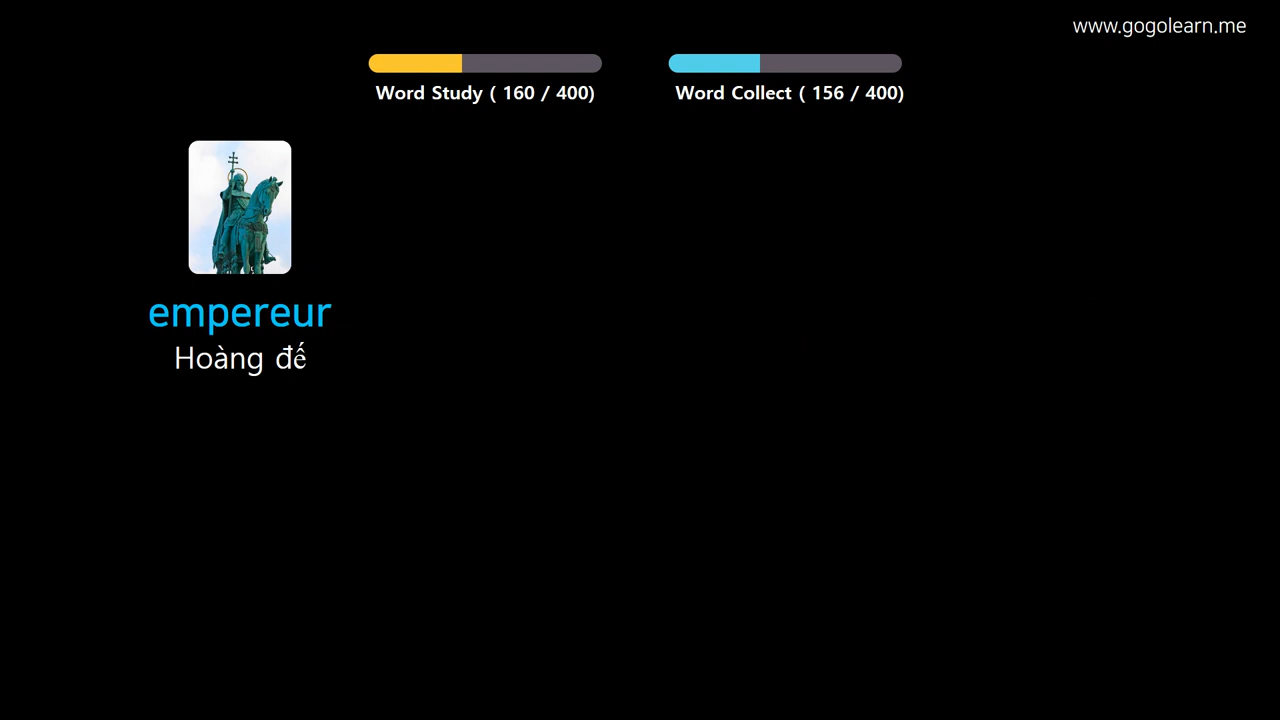 www.gogolearn.me
Word Study ( 160 / 400)
Word Collect ( 156 / 400)
empereur
Hoàng đế